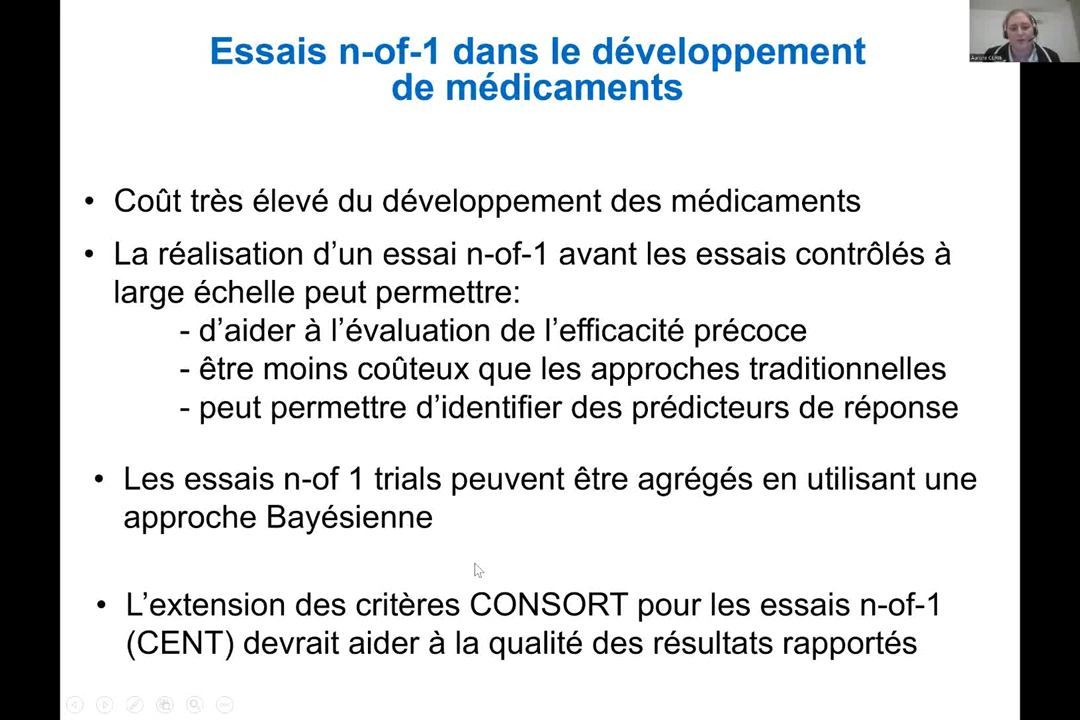 Essais n-of-1 dans le développement
de médicaments
• Coût très élevé du développement des médicaments
• La réalisation d’un essai n-of-1 avant les essais contrôlés à
large échelle peut permettre:
- d’aider à l’évaluation de l’efficacité précoce
- être moins coûteux que les approches traditionnelles
- peut permettre d’identifier des prédicteurs de réponse
• Les essais n-of 1 trials peuvent être agrégés en utilisant une
approche Bayésienne
• L’extension des critères CONSORT pour les essais n-of-1
(CENT) devrait aider à la qualité des résultats rapportés